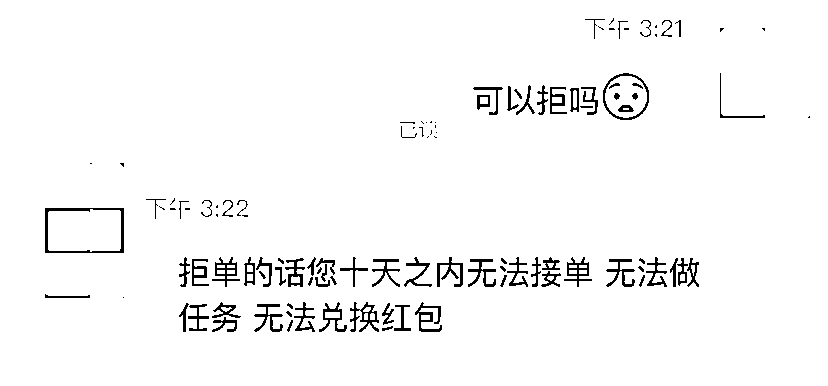 下午 3:21
可以拒吗😧
已读
下午 3:22
拒单的话您十天之内无法接单 无法做
任务 无法兑换红包